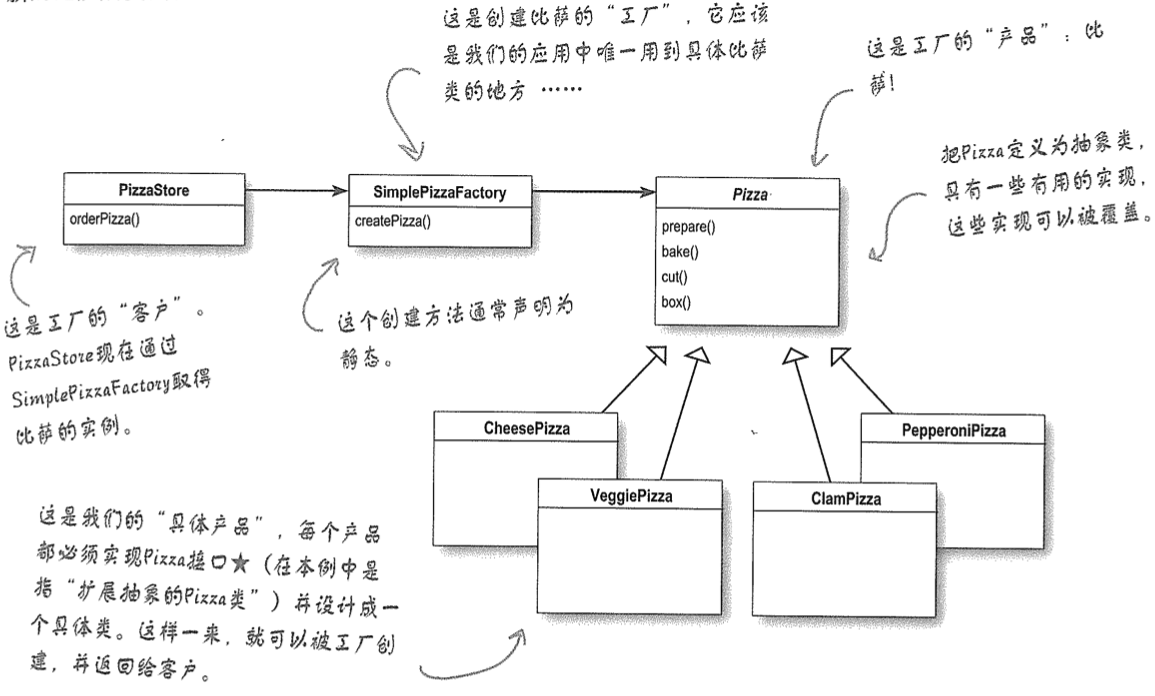 这是创建比萨的“工厂”，它应该
是我们的应用中唯一用到具体比萨
类的地方 ……
这是工厂的“产品”：比
萨！
把Pizza定义为抽象类，
具有一些有用的实现，
这些实现可以被覆盖。
PizzaStore
orderPizza()
SimplePizzaFactory
createPizza()
Pizza
prepare()
bake()
cut()
box()
这是工厂的“客户”。
PizzaStore现在通过
SimplePizzaFactory取得
比萨的实例。
这个创建方法通常声明为
静态。
CheesePizza
VeggiePizza
ClamPizza
PepperoniPizza
这是我们的“具体产品”，每个产品
都必须实现Pizza接口★（在本例中是
指“扩展抽象的Pizza类”）并设计成一
个具体类。这样一来，就可以被工厂创
建，并返回给客户。